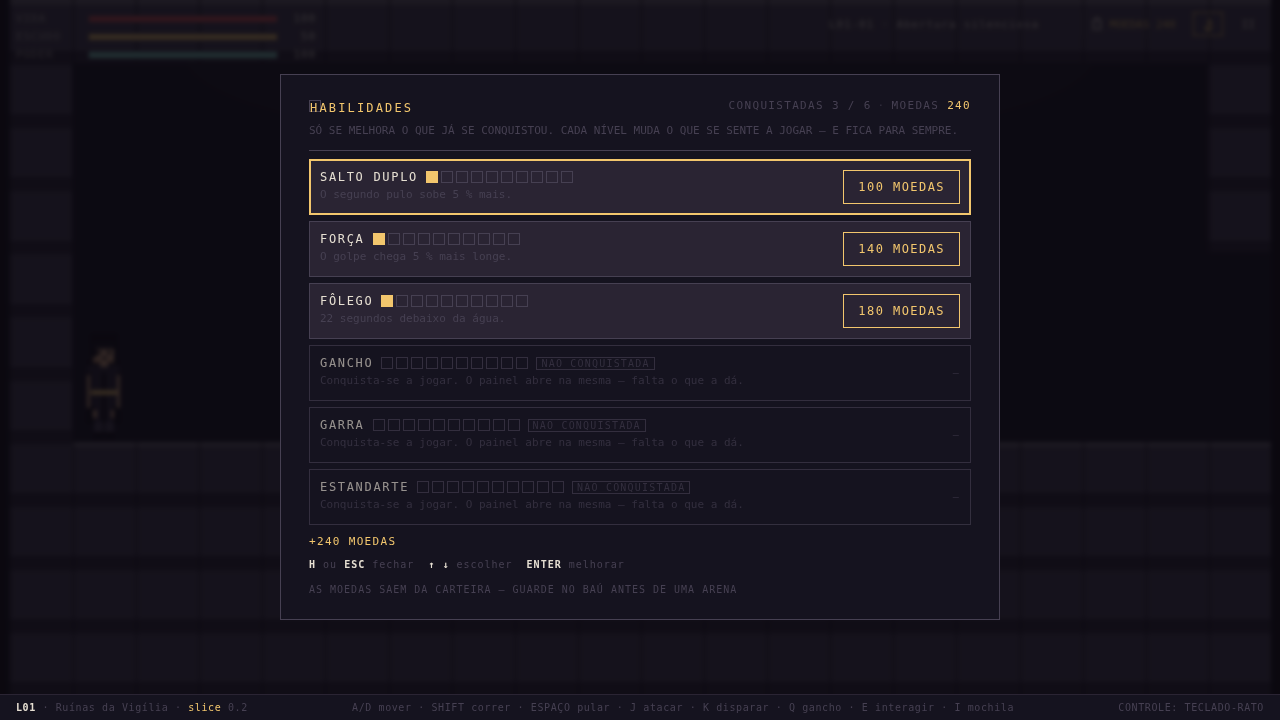 HABILIDADES
CONQUISTADAS 3 / 6 · MOEDAS 240
SÓ SE MELHORA O QUE JÁ SE CONQUISTOU. CADA NÍVEL MUDA O QUE SE SENTE A JOGAR — E FICA PARA SEMPRE.
SALTO DUPLO
O segundo pulo sobe 5 % mais.
100 MOEDAS
FORÇA
O golpe chega 5 % mais longe.
140 MOEDAS
FÔLEGO
22 segundos debaixo da água.
180 MOEDAS
GANCHO NÃO CONQUISTADA
Conquista-se a jogar. O painel abre na mesma — falta o que a dá.
—
GARRA NÃO CONQUISTADA
Conquista-se a jogar. O painel abre na mesma — falta o que a dá.
—
ESTANDARTE NÃO CONQUISTADA
Conquista-se a jogar. O painel abre na mesma — falta o que a dá.
—
+240 MOEDAS
H ou ESC fechar ↑ ↓ escolher ENTER melhorar
AS MOEDAS SAEM DA CARTEIRA — GUARDE NO BAÚ ANTES DE UMA ARENA
L01 · Ruínas da Vigília · slice 0.2
A/D mover · SHIFT correr · ESPAÇO pular · J atacar · K disparar · Q gancho · E interagir · I mochila
CONTROLE: TECLADO-RATO